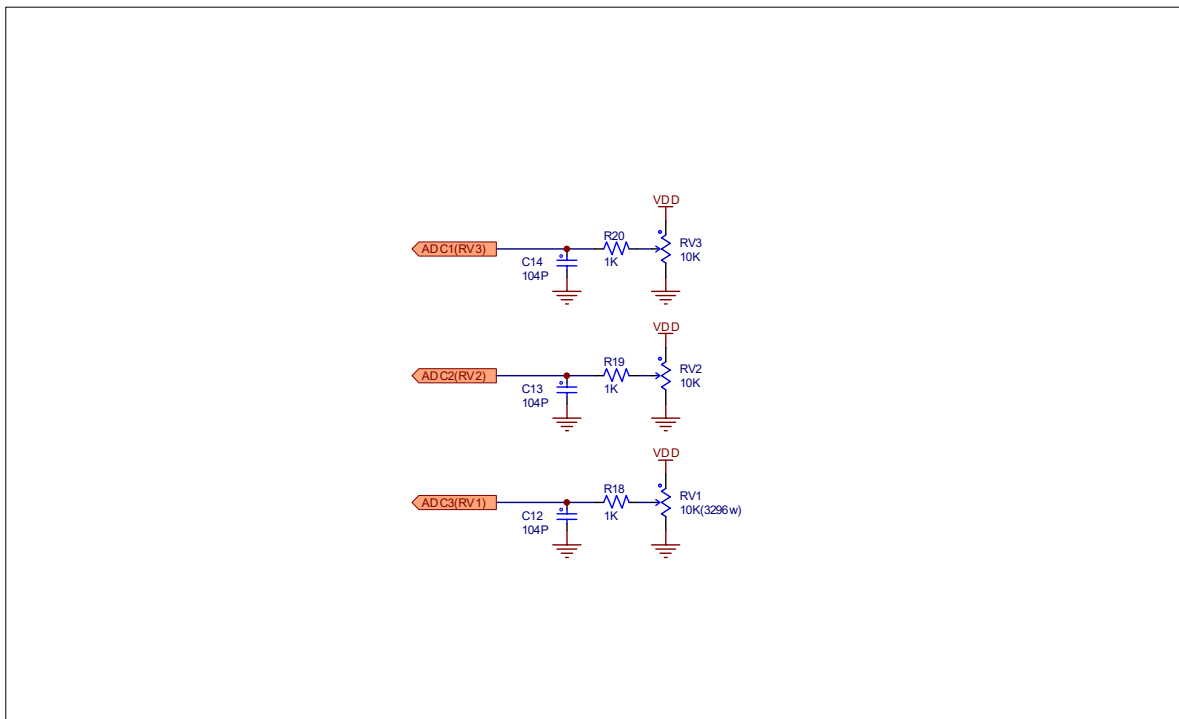 VDD
ADC1(RV3)
R20
1K
C14
104P
RV3
10K
VDD
ADC2(RV2)
R19
1K
C13
104P
RV2
10K
VDD
ADC3(RV1)
R18
1K
C12
104P
RV1
10K(3296w)